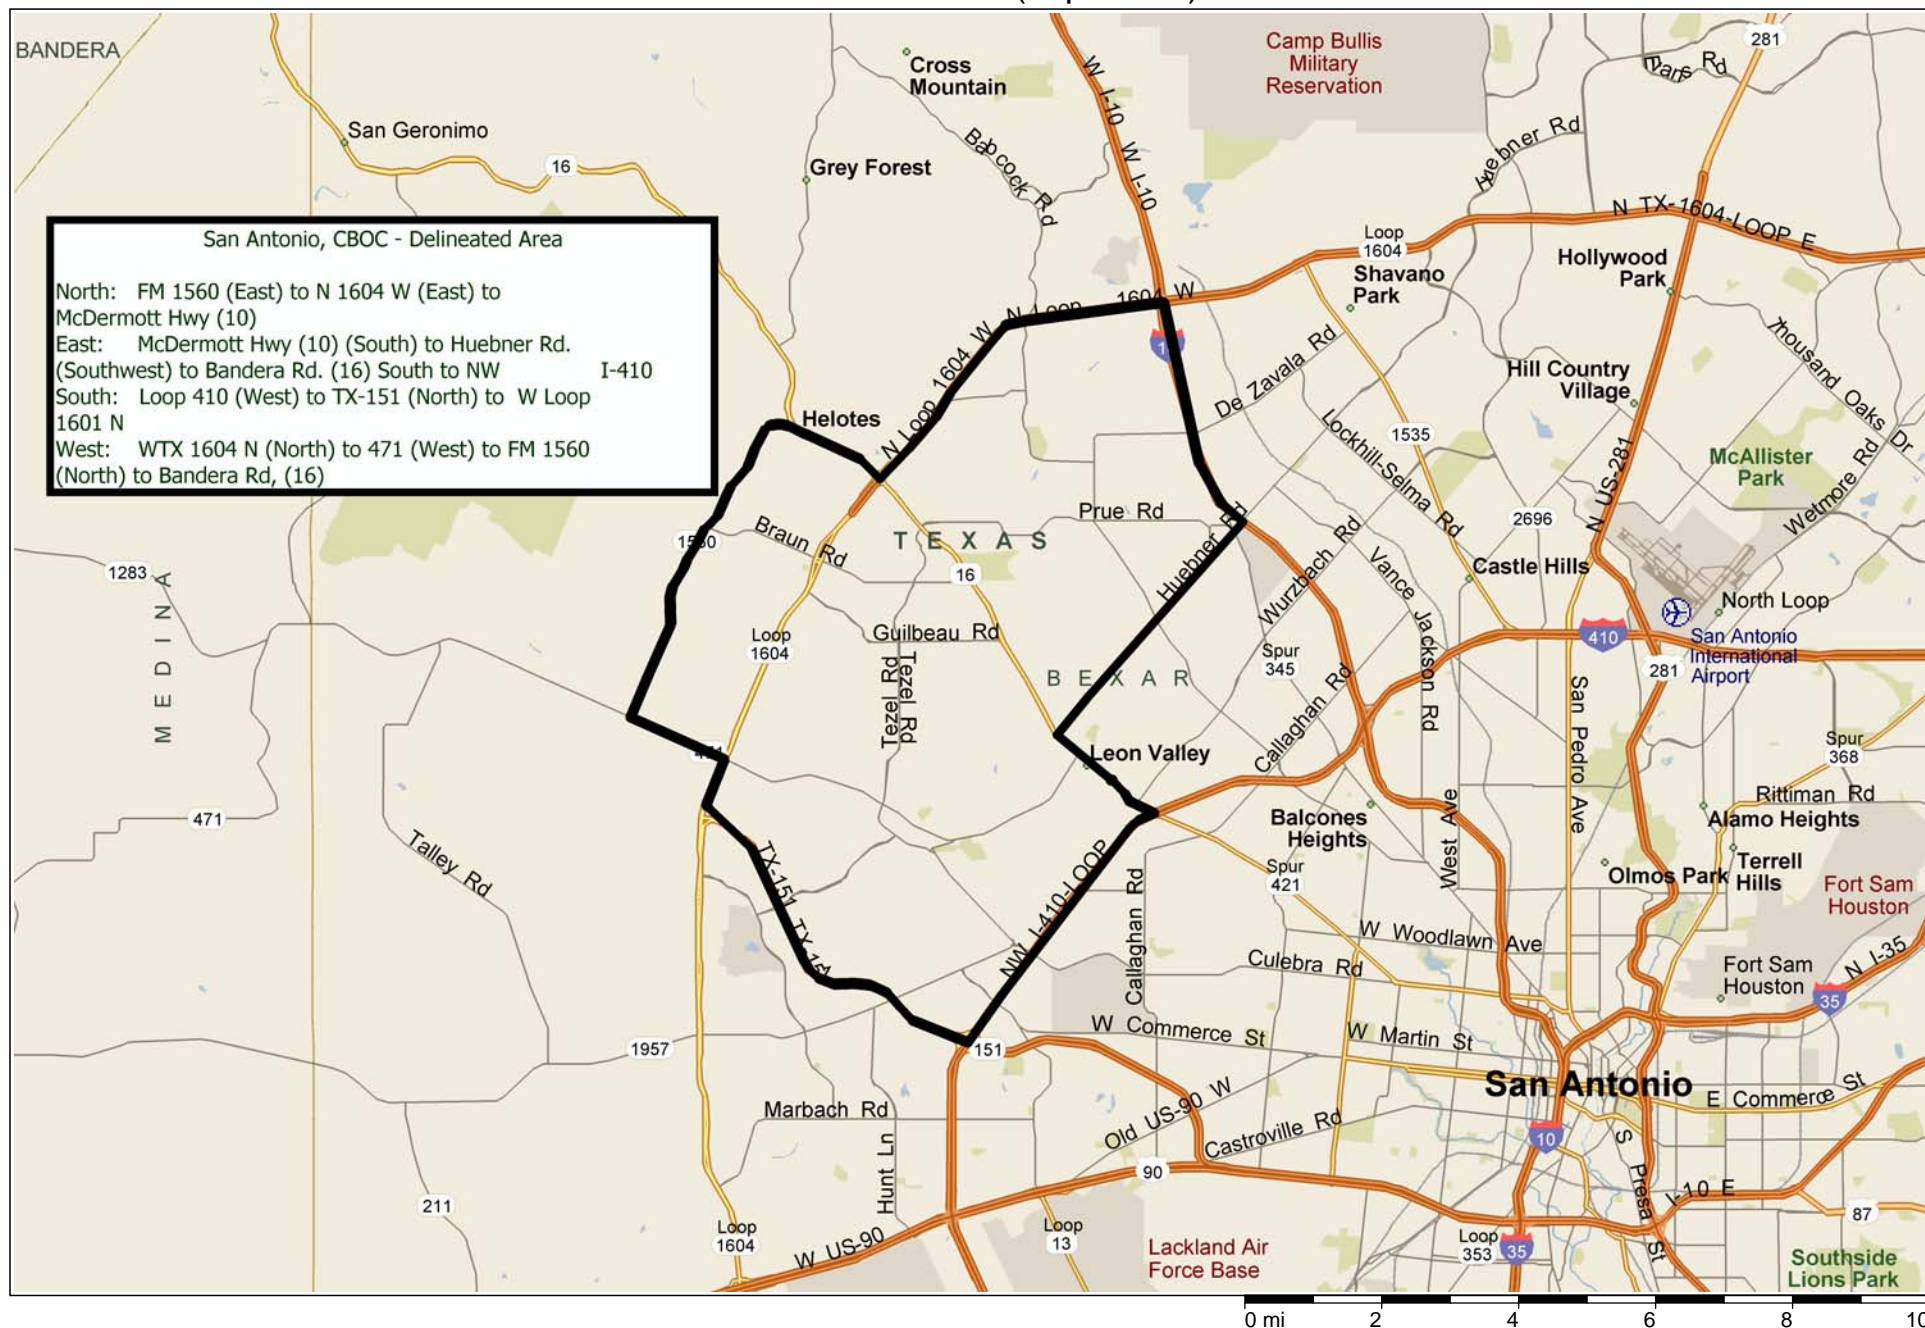 BANDERA
Cross
Mountain
Camp Bullis
Military
Reservation
281
Evans Rd
San Geronimo
16
Grey Forest
Babcock Rd
W I-10
W I-10
Huebner Rd
N TX-1604-LOOP E
San Antonio, CBOC - Delineated Area
North: FM 1560 (East) to N 1604 W (East) to
McDermott Hwy (10)
East: McDermott Hwy (10) (South) to Huebner Rd.
(Southwest) to Bandera Rd. (16) South to NW I-410
South: Loop 410 (West) to TX-151 (North) to W Loop
1601 N
West: WTX 1604 N (North) to 471 (West) to FM 1560
(North) to Bandera Rd, (16)
Loop
1604
Shavano
Park
Hollywood
Park
N Loop 1604 W
N Loop 1604 W
De Zavala Rd
Thousand Oaks Dr
Hill Country
Village
Helotes
Lockhill-Selma Rd
1535
N US-281
McAllister
Park
Wetmore Rd
Prue Rd
2696
Braun Rd
TEXAS
1560
16
Huebner Rd
Wurzbach Rd
Vance Jackson Rd
Castle Hills
1283
MEDINA
North Loop
Loop
1604
Guilbeau Rd
Tezel Rd
Tezel Rd
BEXAR
Spur
345
410
San Antonio
International
Airport
281
Callaghan Rd
San Pedro Ave
471
Leon Valley
Spur
368
Rittiman Rd
471
Talley Rd
Balcones
Heights
West Ave
Alamo Heights
TX-151 TX-151
NW I-410-LOOP
Callaghan Rd
Spur
421
Olmos Park
Terrell
Hills
Fort Sam
Houston
W Woodlawn Ave
Culebra Rd
Fort Sam
Houston
N I-35
35
1957
151
W Commerce St
W Martin St
San Antonio
E Commerce St
Marbach Rd
Hunt Ln
Old US-90 W
Castroville Rd
10
S Presa St
I-10 E
90
211
Loop
1604
W US-90
Loop
13
Lackland Air
Force Base
Loop
353
35
87
Southside
Lions Park
0 mi 2 4 6 8 10